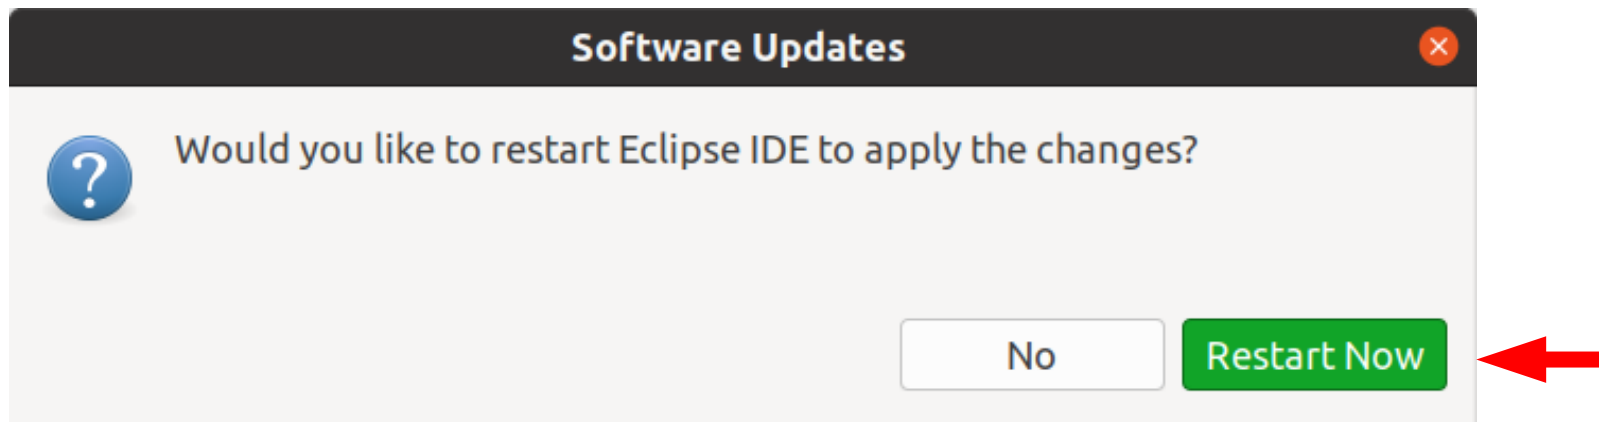 Software Updates
Would you like to restart Eclipse IDE to apply the changes?
No
Restart Now